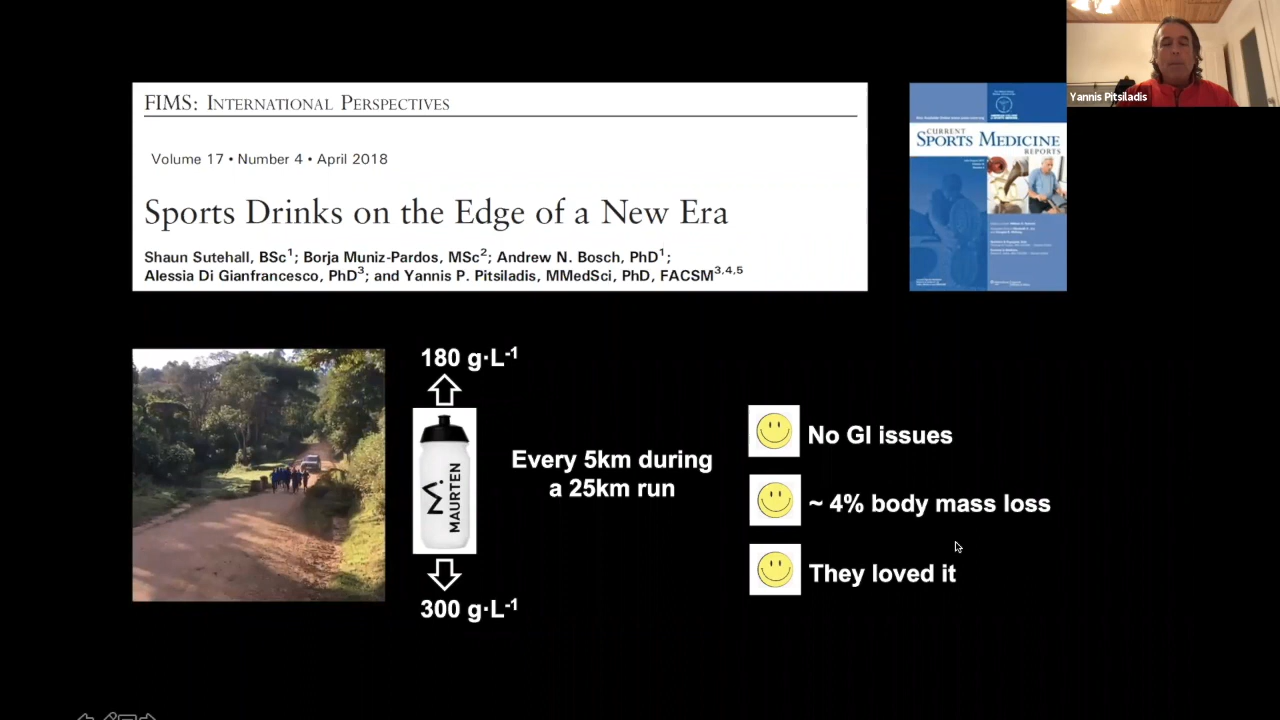 Yannis Pitsiladis
FIMS: INTERNATIONAL PERSPECTIVES
Volume 17 • Number 4 • April 2018
Sports Drinks on the Edge of a New Era
Shaun Sutehall, BSc¹; Borja Muniz-Pardos, MSc²; Andrew N. Bosch, PhD¹;
Alessia Di Gianfrancesco, PhD³; and Yannis P. Pitsiladis, MMedSci, PhD, FACSM³,⁴,⁵
CURRENT
SPORTS MEDICINE
REPORTS
180 g·L⁻¹
MAURTEN
300 g·L⁻¹
Every 5km during
a 25km run
No GI issues
~ 4% body mass loss
They loved it